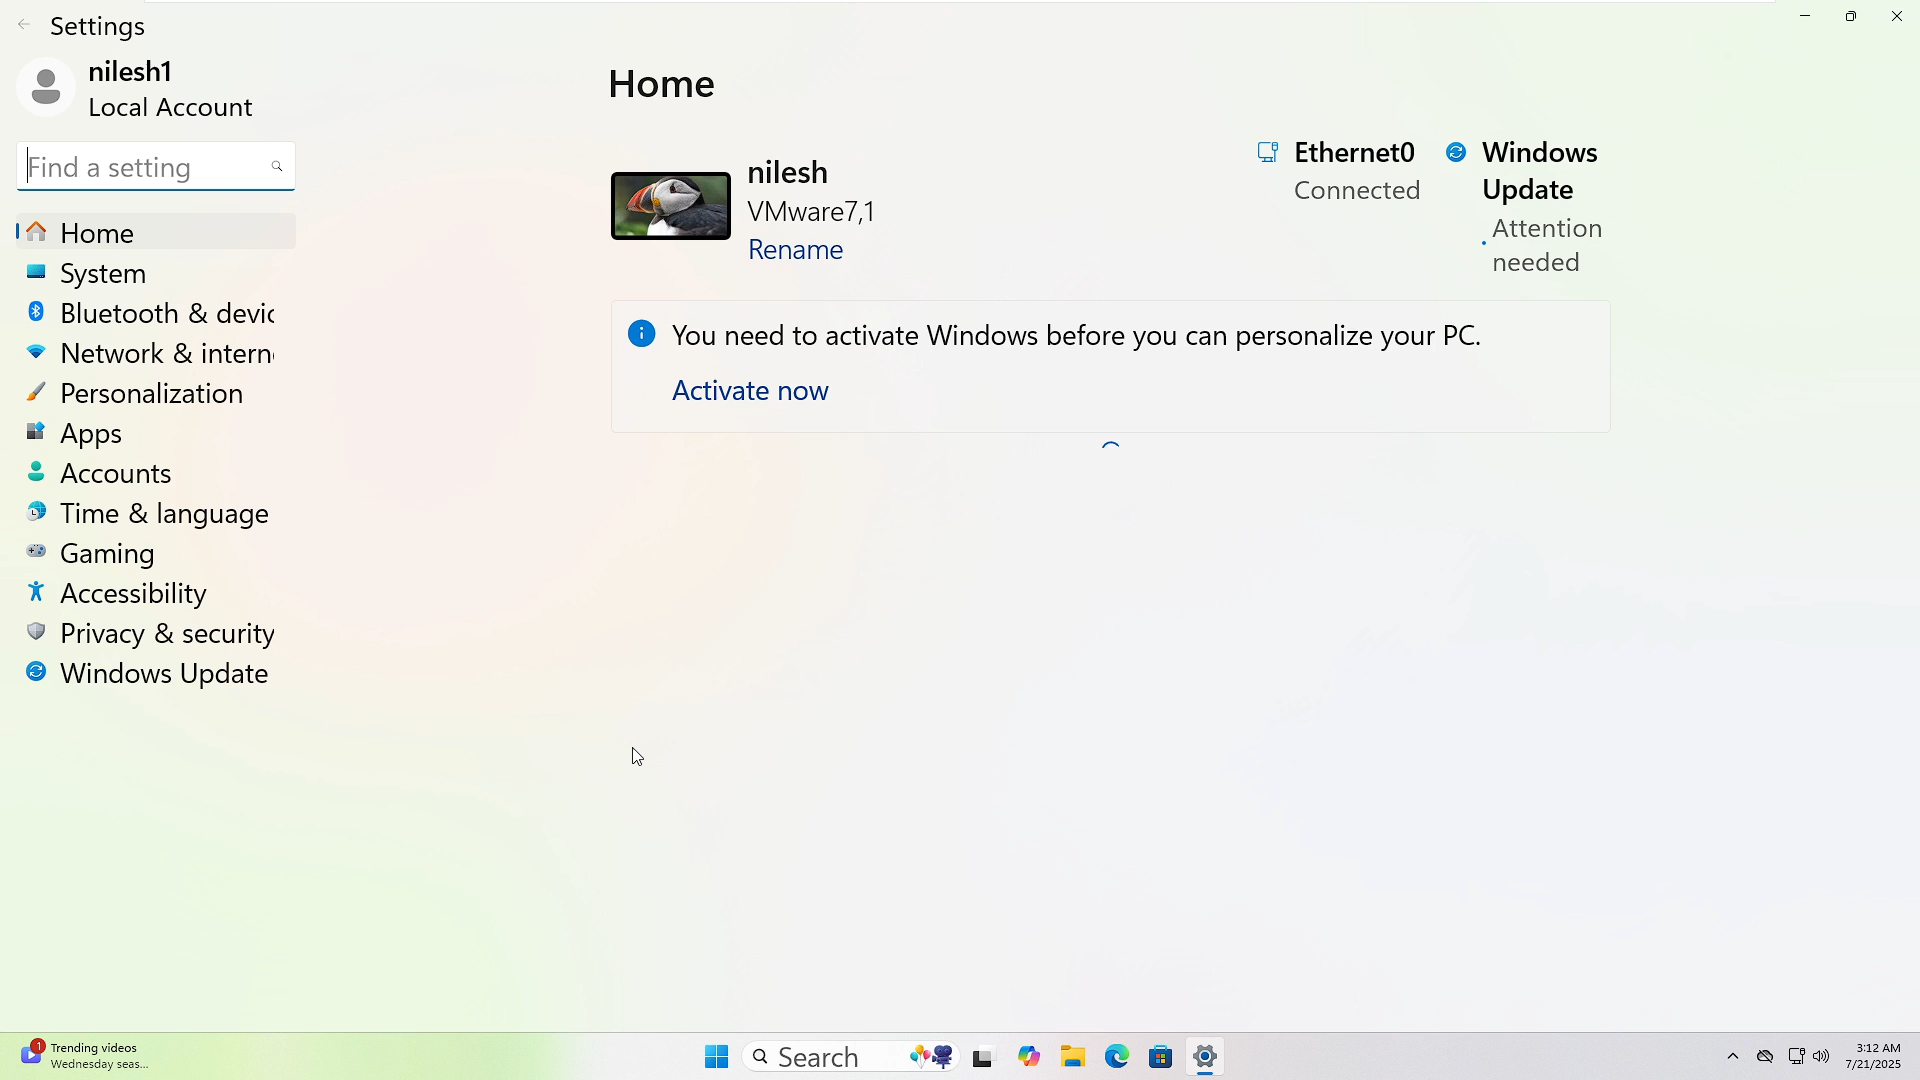 Settings
nilesh1
Local Account
Find a setting
Home
System
Bluetooth & devic
Network & intern
Personalization
Apps
Accounts
Time & language
Gaming
Accessibility
Privacy & security
Windows Update
Home
nilesh
VMware7,1
Rename
Ethernet0
Connected
Windows
Update
Attention
needed
You need to activate Windows before you can personalize your PC.
Activate now
1
Trending videos
Wednesday seas...
Search
3:12 AM
7/21/2025